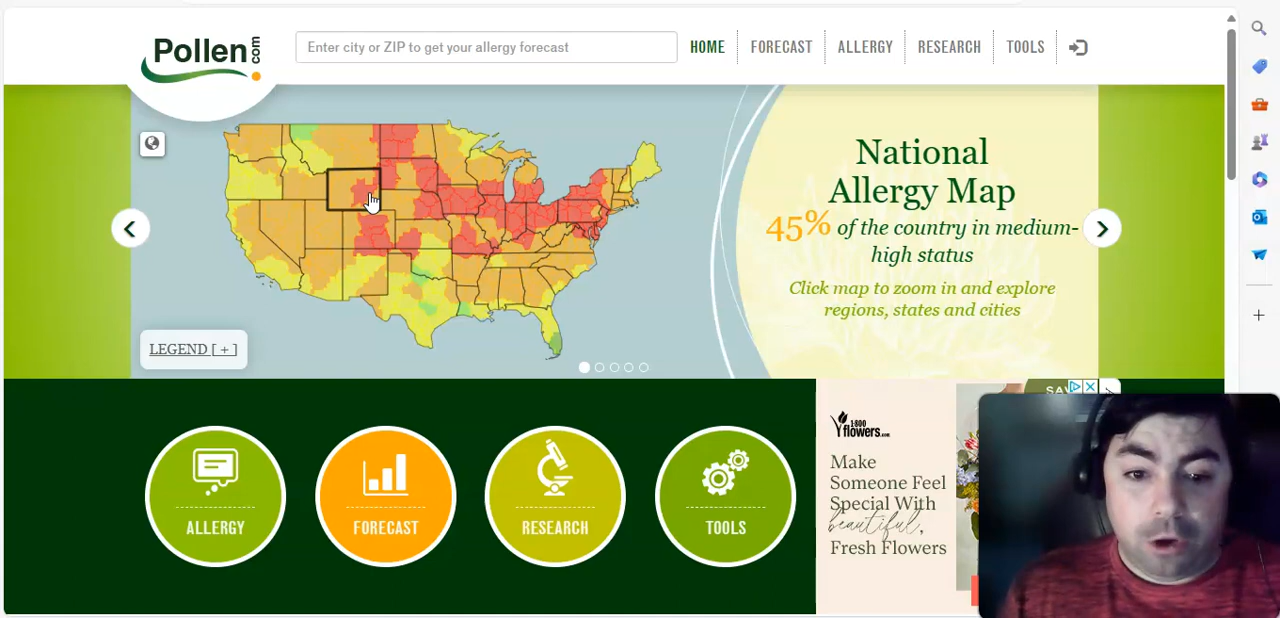 Pollen.com
Enter city or ZIP to get your allergy forecast
HOME
FORECAST
ALLERGY
RESEARCH
TOOLS
National
Allergy Map
45% of the country in medium-
high status
Click map to zoom in and explore
regions, states and cities
LEGEND [ + ]
ALLERGY
FORECAST
RESEARCH
TOOLS
1-800
flowers.com
Make
Someone Feel
Special With
beautiful,
Fresh Flowers